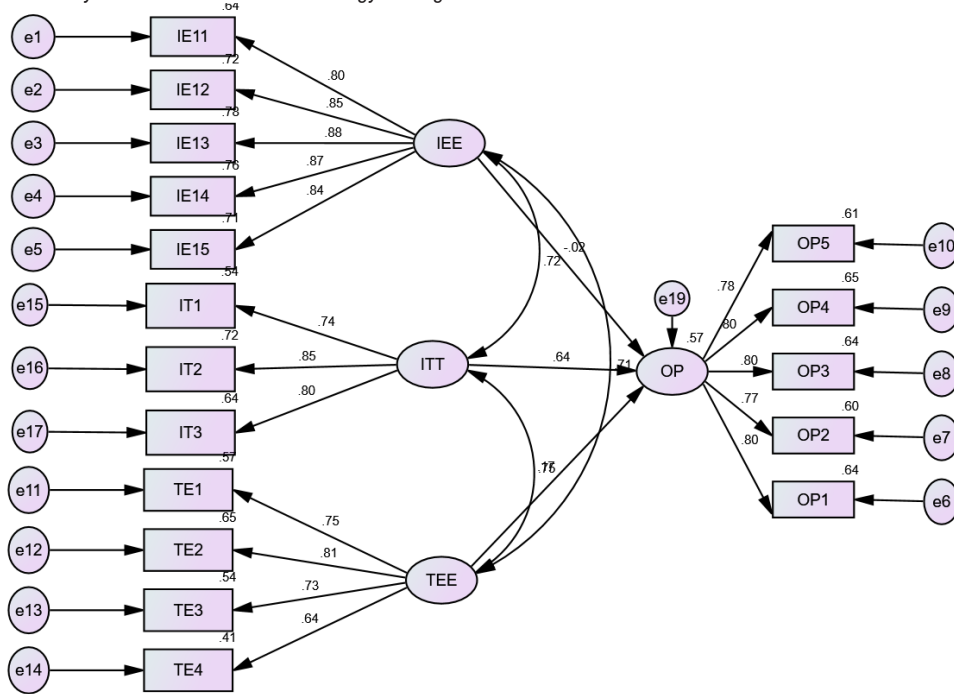 .64
e1 IE11
.80
.72
e2 IE12
.85
.78
e3 IE13
.88
.76
e4 IE14
.87
.71
e5 IE15
.84
IEE
.54
e15 IT1
.74
.72
e16 IT2
.85
.64
e17 IT3
.80
ITT
.57
e11 TE1
.75
.65
e12 TE2
.81
.54
e13 TE3
.73
.41
e14 TE4
.64
TEE
-.02
.72
.64
.71
.17
.75
e19
.57
OP
.61
OP5 e10
.78
.65
OP4 e9
.80
.64
OP3 e8
.80
.60
OP2 e7
.77
.64
OP1 e6
.80